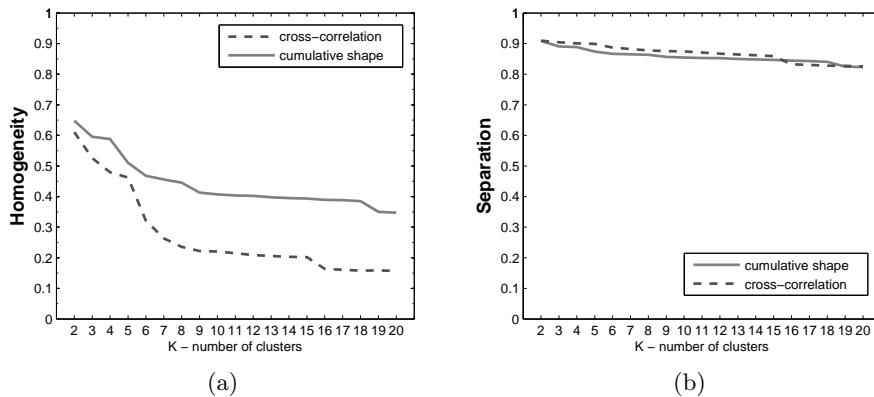 1
0.9
0.8
0.7
0.6
0.5
0.4
0.3
0.2
0.1
0
Homogeneity
cross−correlation
cumulative shape
2 3 4 5 6 7 8 9 10 11 12 13 14 15 16 17 18 19 20
K − number of clusters
(a)
1
0.9
0.8
0.7
0.6
0.5
0.4
0.3
0.2
0.1
0
Separation
cumulative shape
cross−correlation
2 3 4 5 6 7 8 9 10 11 12 13 14 15 16 17 18 19 20
K − number of clusters
(b)